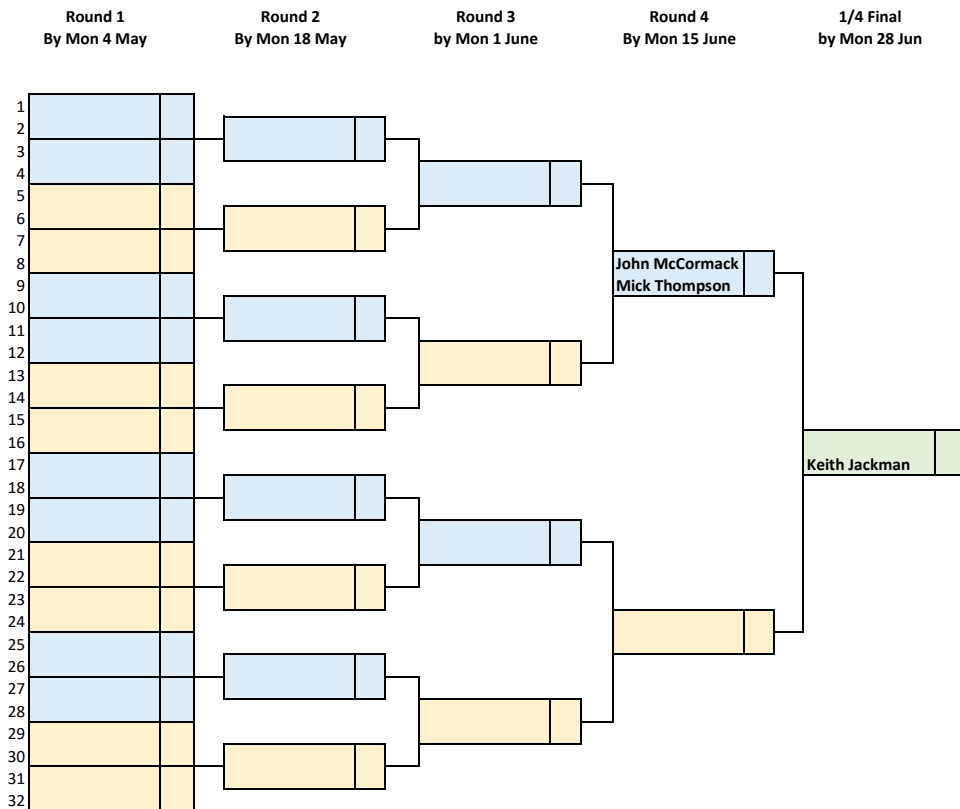 Round 1
By Mon 4 May
Round 2
By Mon 18 May
Round 3
by Mon 1 June
Round 4
By Mon 15 June
1/4 Final
by Mon 28 Jun
1
2
3
4
5
6
7
8
John McCormack
9
Mick Thompson
10
11
12
13
14
15
16
17
Keith Jackman
18
19
20
21
22
23
24
25
26
27
28
29
30
31
32